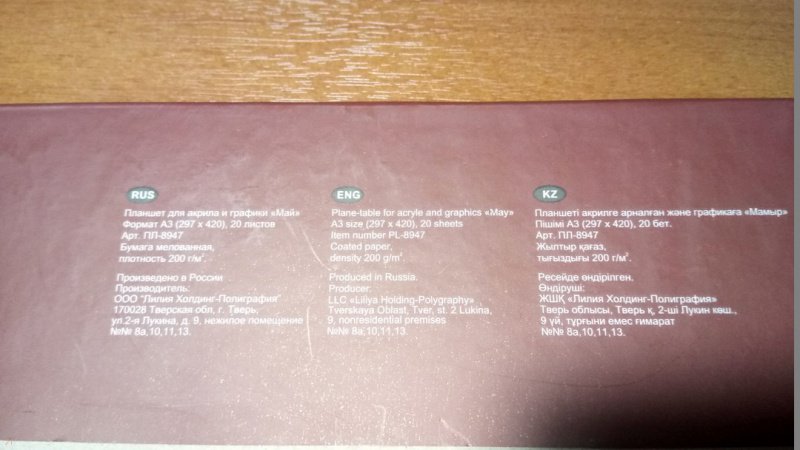 RUS
Планшет для акрила и графики «Май»
Формат А3 (297 х 420), 20 листов
Арт. ПЛ-8947
Бумага мелованная,
плотность 200 г/м².
Произведено в России
Производитель:
ООО "Лилия Холдинг-Полиграфия"
170028 Тверская обл, г. Тверь,
ул.2-я Лукина, д. 9, нежилое помещение
№№ 8а,10,11,13.
ENG
Plane-table for acryle and graphics «May»
A3 size (297 x 420), 20 sheets
Item number PL-8947
Coated paper,
density 200 g/m².
Produced in Russia.
Producer:
LLC «Liliya Holding-Polygraphy»
Tverskaya Oblast, Tver, st. 2 Lukina,
9, nonresidential premises
№№ 8a,10,11,13.
KZ
Планшеті акрилге арналған және графикаға «Мамыр»
Пішімі А3 (297 x 420), 20 бет.
Арт. ПЛ-8947
Жылтыр қағаз,
тығыздығы 200 г/м².
Ресейде өндірілген.
Өндіруші:
ЖШҚ «Лилия Холдинг-Полиграфия»
Тверь облысы, Тверь қ, 2-ші Лукин көш.,
9 үй, тұрғыны емес ғимарат
№№ 8а,10,11,13.